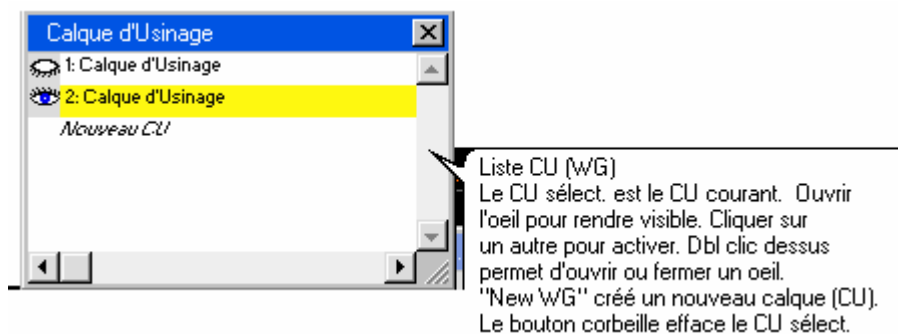 Calque d'Usinage
1: Calque d'Usinage
2: Calque d'Usinage
Nouveau CU
Liste CU (WG)
Le CU sélect. est le CU courant.  Ouvrir
l'oeil pour rendre visible. Cliquer sur
un autre pour activer. Dbl clic dessus
permet d'ouvrir ou fermer un oeil.
"New WG" créé un nouveau calque (CU).
Le bouton corbeille efface le CU sélect.